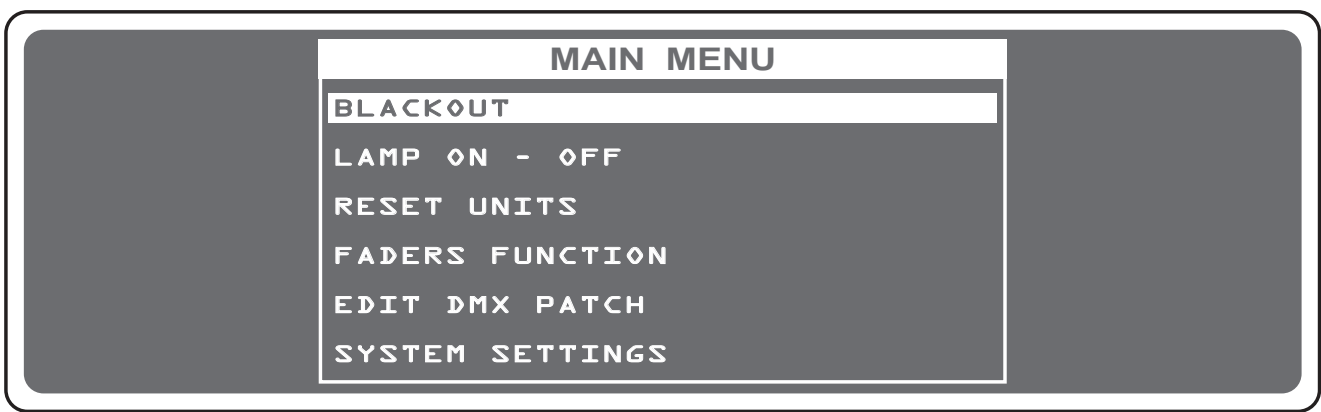 MAIN MENU
BLACKOUT
LAMP ON - OFF
RESET UNITS
FADERS FUNCTION
EDIT DMX PATCH
SYSTEM SETTINGS